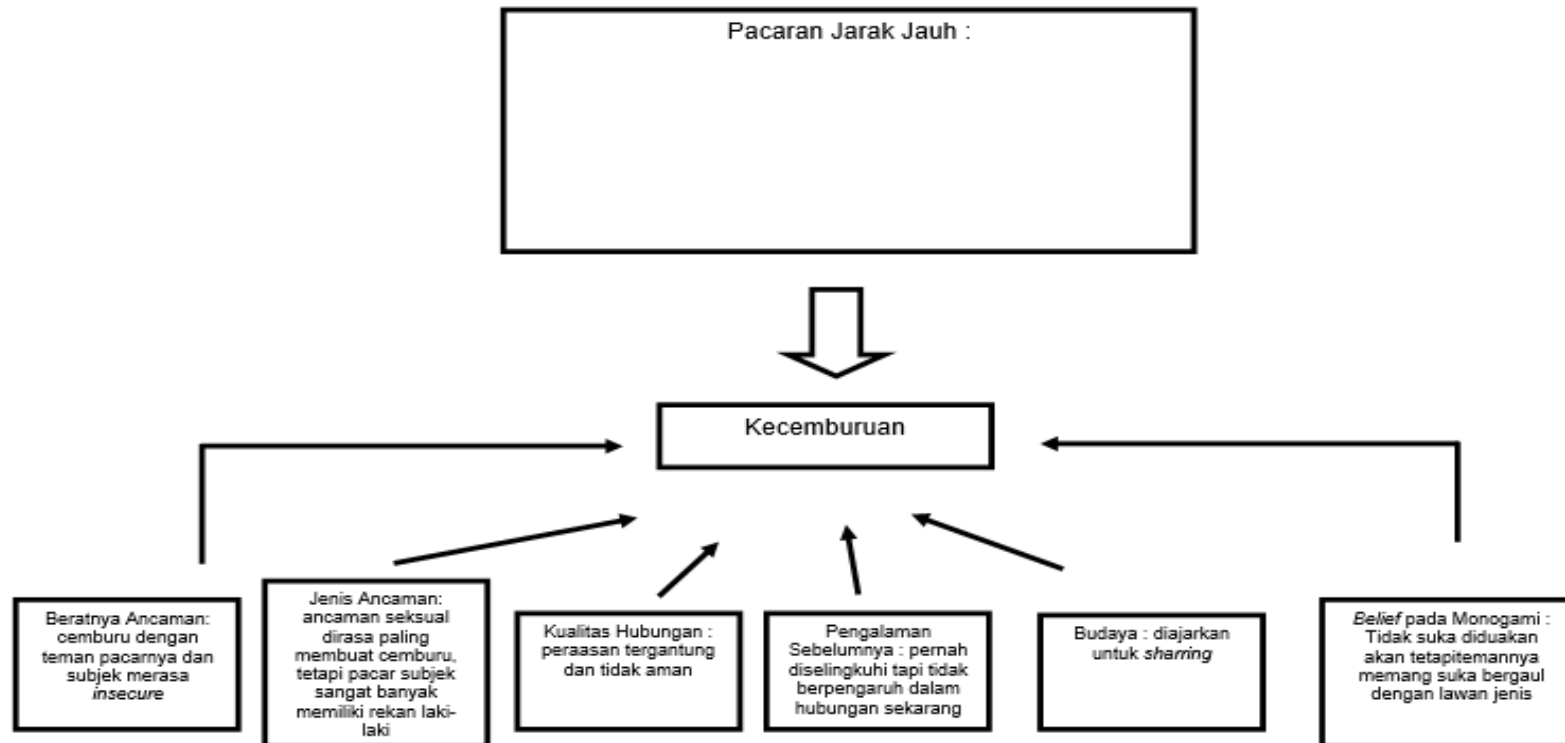 Pacaran Jarak Jauh :
Kecemburuan
Beratnya Ancaman:
cemburu dengan
teman pacarnya dan
subjek merasa
insecure
Jenis Ancaman:
ancaman seksual
dirasa paling
membuat cemburu,
tetapi pacar subjek
sangat banyak
memiliki rekan laki-
laki
Kualitas Hubungan :
peraasan tergantung
dan tidak aman
Pengalaman
Sebelumnya : pernah
diselingkuhi tapi tidak
berpengaruh dalam
hubungan sekarang
Budaya : diajarkan
untuk sharring
Belief pada Monogami :
Tidak suka diduakan
akan tetapitemannya
memang suka bergaul
dengan lawan jenis